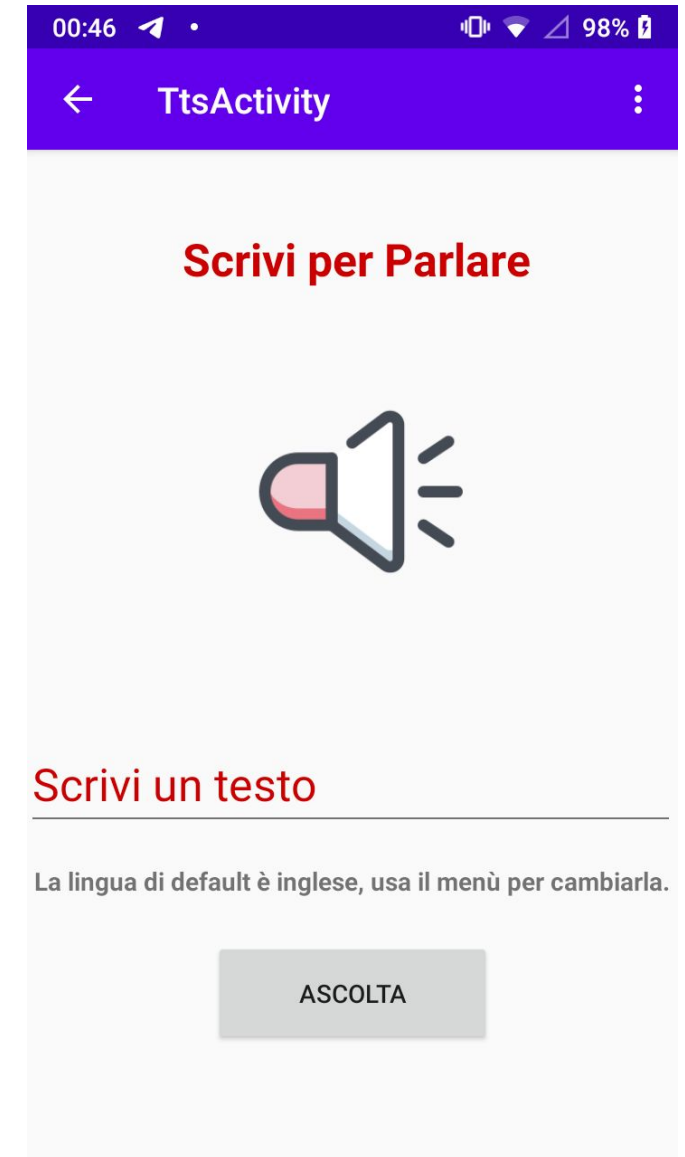 00:46 98%
TtsActivity
Scrivi per Parlare
Scrivi un testo
La lingua di default è inglese, usa il menù per cambiarla.
ASCOLTA